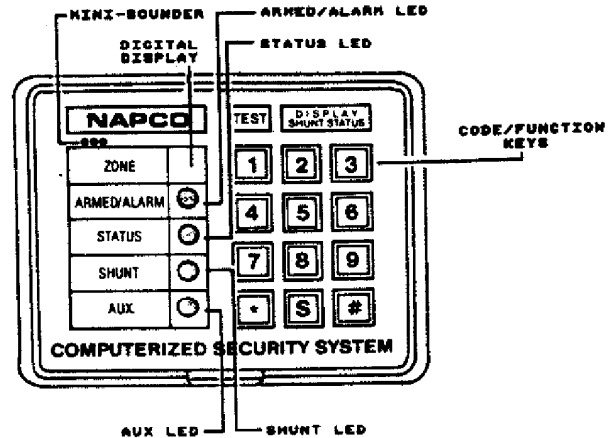 MINI-SOUNDER
ARMED/ALARM LED
DIGITAL
DISPLAY
STATUS LED
NAPCO
TEST
DISPLAY
SHUNT STATUS
CODE/FUNCTION
KEYS
ZONE
1 2 3
ARMED/ALARM
4 5 6
STATUS
SHUNT
7 8 9
AUX
* S #
COMPUTERIZED SECURITY SYSTEM
AUX LED
SHUNT LED